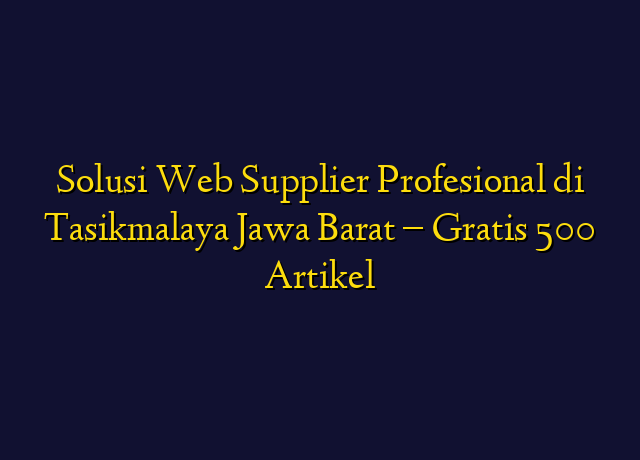 Solusi Web Supplier Profesional di
Tasikmalaya Jawa Barat – Gratis 500
Artikel